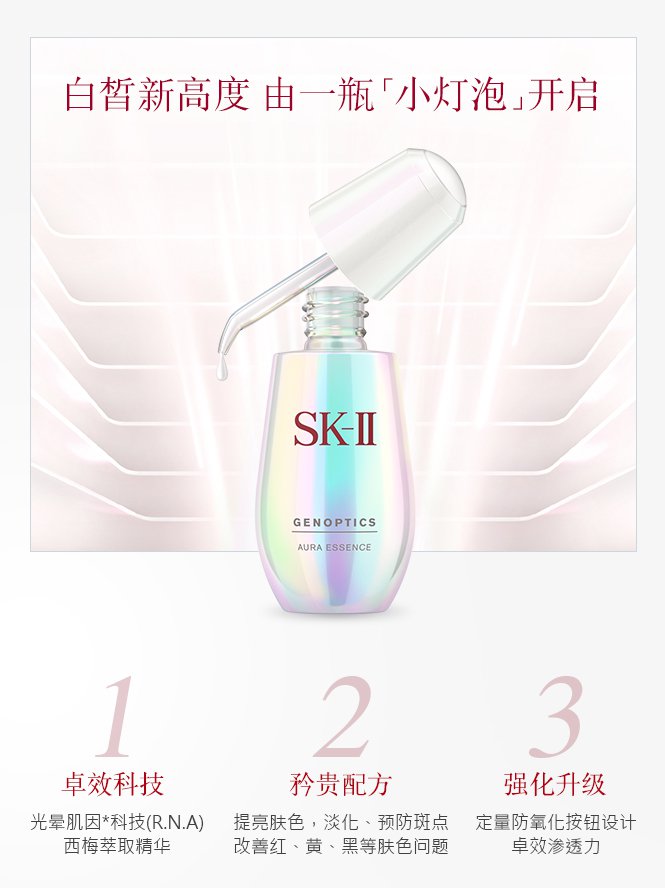 白皙新高度 由一瓶「小灯泡」开启
SK-II
GENOPTICS
AURA ESSENCE
1
卓效科技
光晕肌因*科技(R.N.A)
西梅萃取精华
2
矜贵配方
提亮肤色，淡化、预防斑点
改善红、黄、黑等肤色问题
3
强化升级
定量防氧化按钮设计
卓效渗透力